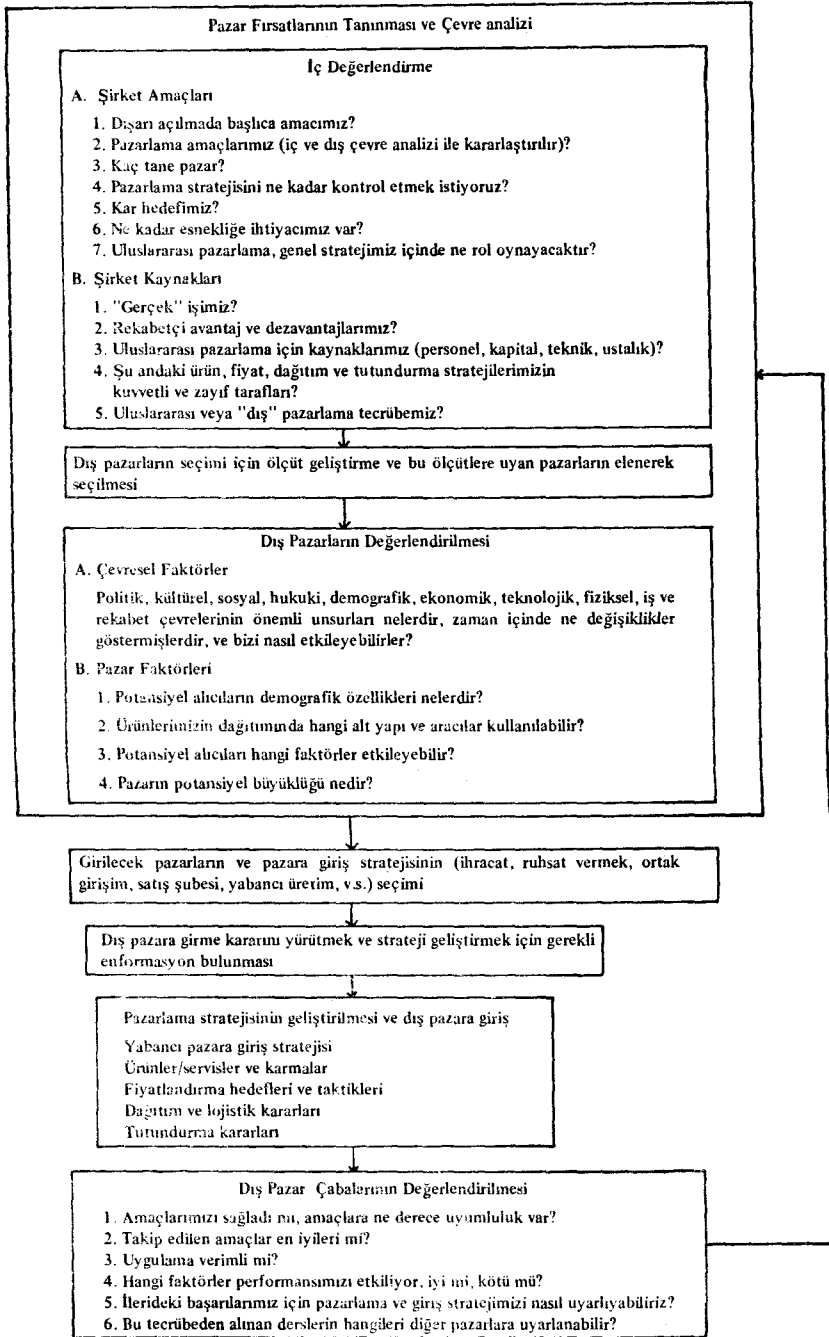 Pazar Fırsatlarının Tanınması ve Çevre analizi
İç Değerlendirme
A. Şirket Amaçları
1. Dışarı açılmada başlıca amacımız?
2. Pazarlama amaçlarımız (iç ve dış çevre analizi ile kararlaştırılır)?
3. Kaç tane pazar?
4. Pazarlama stratejisini ne kadar kontrol etmek istiyoruz?
5. Kar hedefimiz?
6. Ne kadar esnekliğe ihtiyacımız var?
7. Uluslararası pazarlama, genel stratejimiz içinde ne rol oynayacaktır?
B. Şirket Kaynakları
1. "Gerçek" işimiz?
2. Rekabetçi avantaj ve dezavantajlarımız?
3. Uluslararası pazarlama için kaynaklarımız (personel, kapital, teknik, ustalık)?
4. Şu andaki ürün, fiyat, dağıtım ve tutundurma stratejilerimizin
kuvvetli ve zayıf tarafları?
5. Uluslararası veya "dış" pazarlama tecrübemiz?
Dış pazarların seçimi için ölçüt geliştirme ve bu ölçütlere uyan pazarların elenerek
seçilmesi
Dış Pazarların Değerlendirilmesi
A. Çevresel Faktörler
Politik, kültürel, sosyal, hukuki, demografik, ekonomik, teknolojik, fiziksel, iş ve
rekabet çevrelerinin önemli unsurları nelerdir, zaman içinde ne değişiklikler
göstermişlerdir, ve bizi nasıl etkileyebilirler?
B. Pazar Faktörleri
1. Potansiyel alıcıların demografik özellikleri nelerdir?
2. Ürünlerimizin dağıtımında hangi alt yapı ve aracılar kullanılabilir?
3. Potansiyel alıcıları hangi faktörler etkileyebilir?
4. Pazarın potansiyel büyüklüğü nedir?
Girilecek pazarların ve pazara giriş stratejisinin (ihracat, ruhsat vermek, ortak
girişim, satış şubesi, yabancı üretim, v.s.) seçimi
Dış pazara girme kararını yürütmek ve strateji geliştirmek için gerekli
enformasyon bulunması
Pazarlama stratejisinin geliştirilmesi ve dış pazara giriş
Yabancı pazara giriş stratejisi
Ürünler/servisler ve karmalar
Fiyatlandırma hedefleri ve taktikleri
Dağıtım ve lojistik kararları
Tutundurma kararları
Dış Pazar Çabalarının Değerlendirilmesi
1. Amaçlarımızı sağladı mı, amaçlara ne derece uyumluluk var?
2. Takip edilen amaçlar en iyileri mi?
3. Uygulama verimli mi?
4. Hangi faktörler performansımızı etkiliyor, iyi mi, kötü mü?
5. İlerideki başarılarımız için pazarlama ve giriş stratejimizi nasıl uyarlıyabiliriz?
6. Bu tecrübeden alınan derslerin hangileri diğer pazarlara uyarlanabilir?